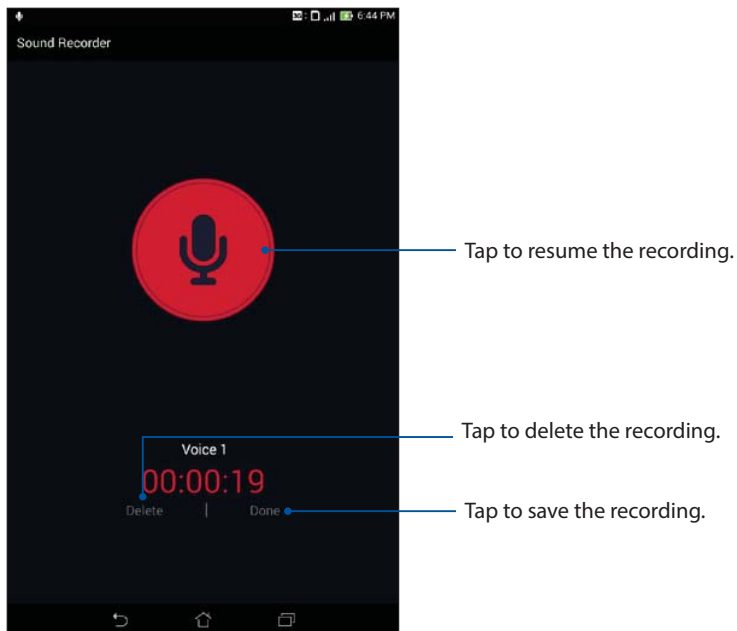 6:44 PM
Sound Recorder
Tap to resume the recording.
Tap to delete the recording.
Voice 1
00:00:19
Delete | Done
Tap to save the recording.